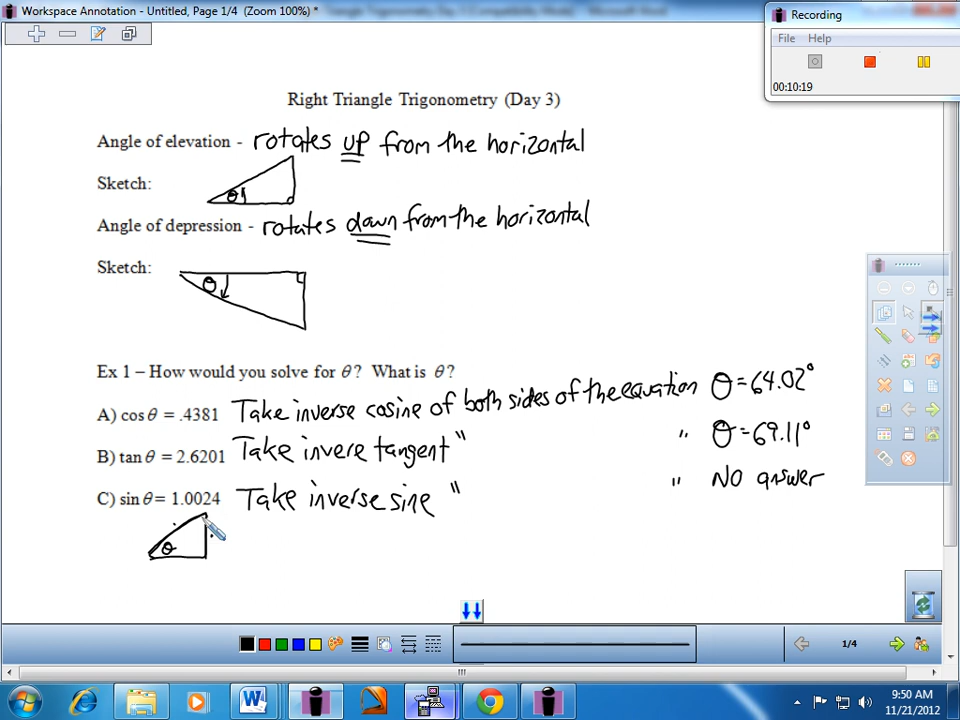 Workspace Annotation - Untitled, Page 1/4 (Zoom 100%) *
Recording
File Help
00:10:19
Right Triangle Trigonometry (Day 3)
Angle of elevation - rotates up from the horizontal
Sketch:
θ
Angle of depression - rotates down from the horizontal
Sketch:
θ
Ex 1 – How would you solve for θ? What is θ?
A) cos θ = .4381 Take inverse cosine of both sides of the equation θ = 64.02°
B) tan θ = 2.6201 Take invere tangent " " θ = 69.11°
C) sin θ = 1.0024 Take inverse sine " " No answer
θ
1/4
9:50 AM
11/21/2012